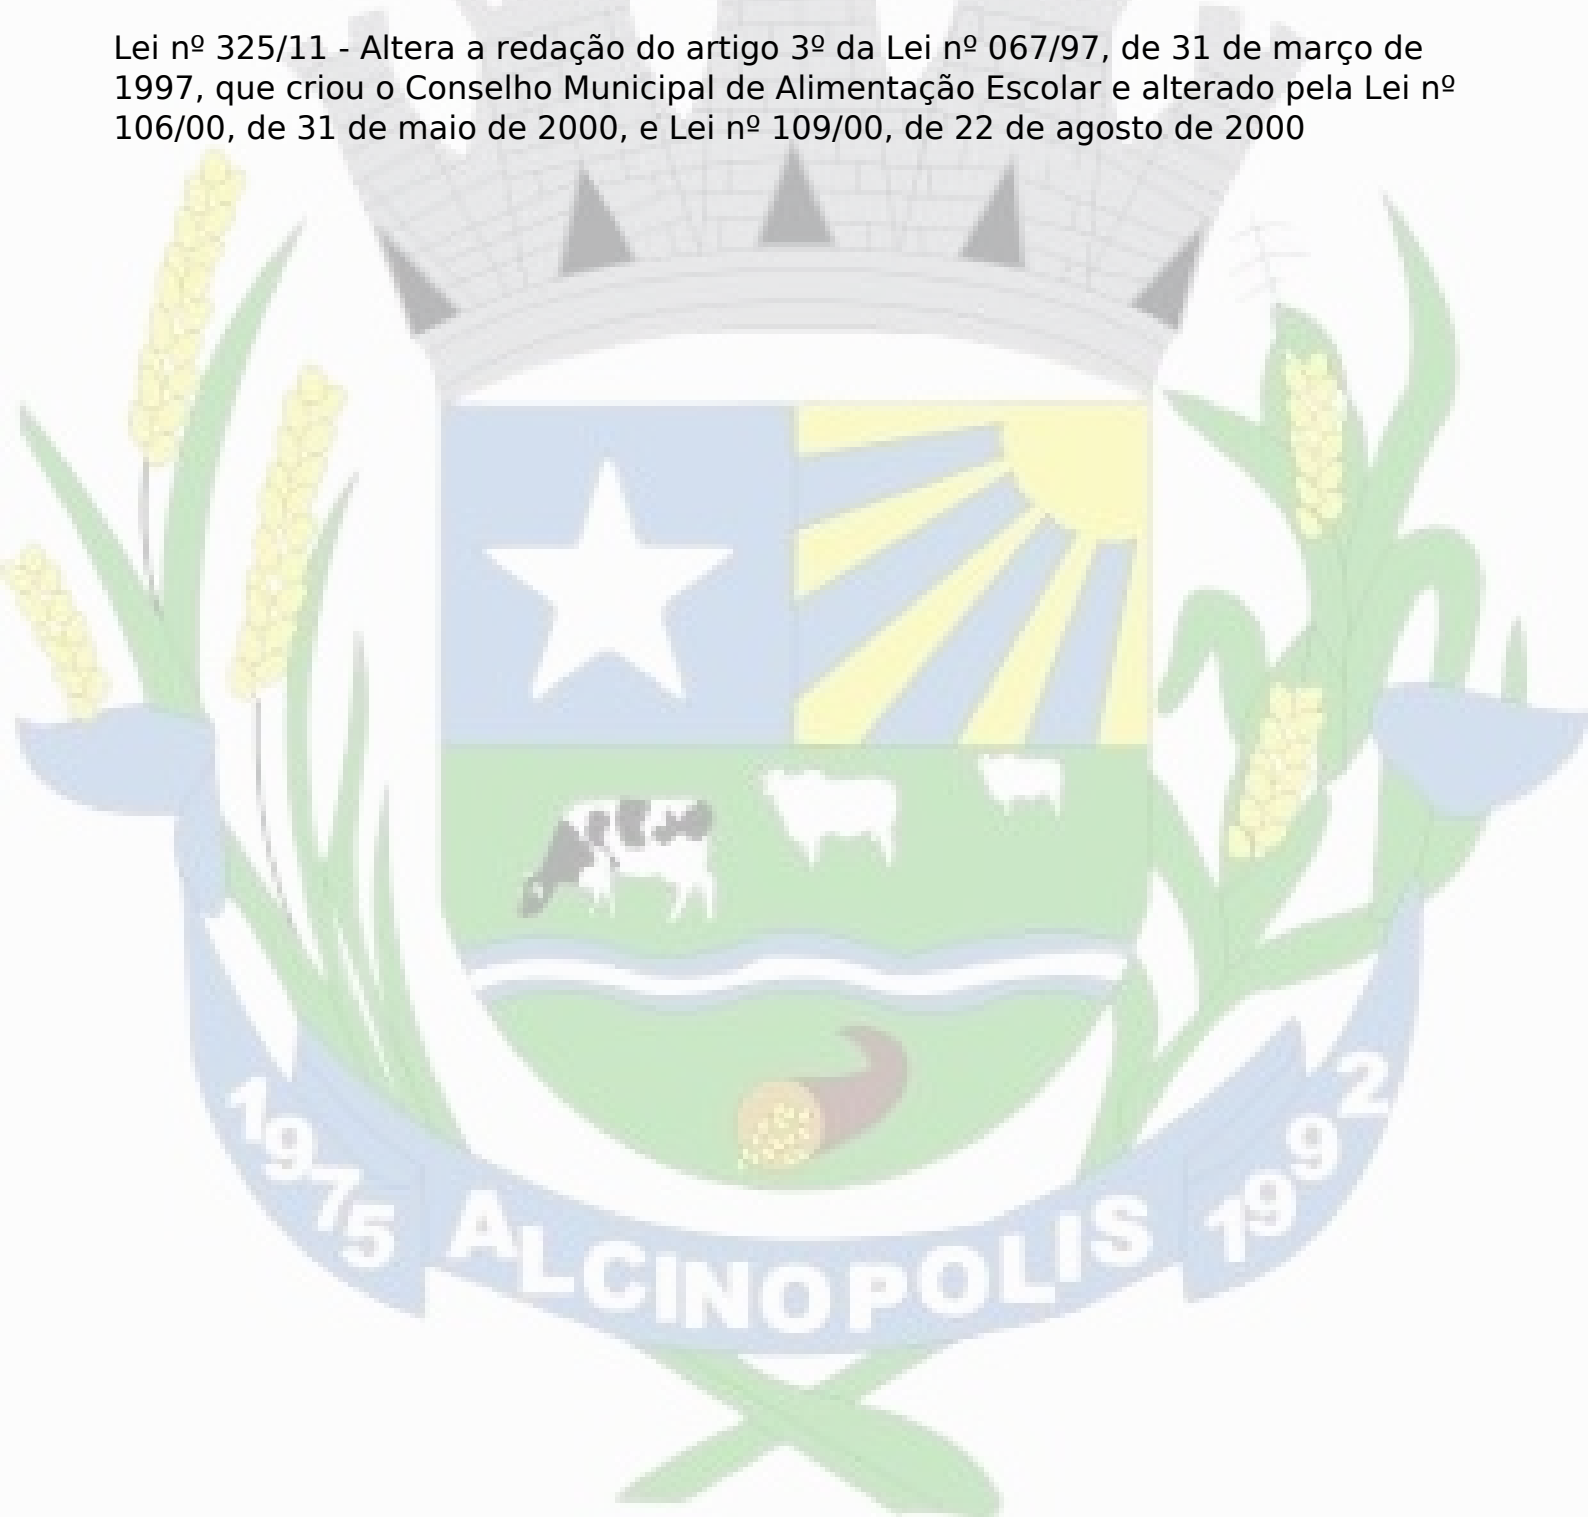 Lei nº 325/11 - Altera a redação do artigo 3º da Lei nº 067/97, de 31 de março de
1997, que criou o Conselho Municipal de Alimentação Escolar e alterado pela Lei nº
106/00, de 31 de maio de 2000, e Lei nº 109/00, de 22 de agosto de 2000
1975 ALCINOPOLIS 1992